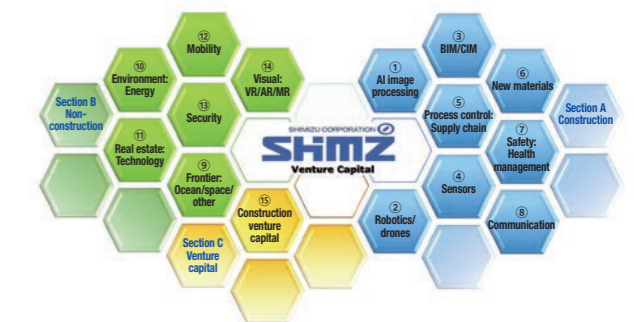 ⑫
Mobility
⑩
Environment:
Energy
⑭
Visual:
VR/AR/MR
Section B
Non-
construction
⑬
Security
⑪
Real estate:
Technology
⑨
Frontier:
Ocean/space/
other
⑮
Construction
venture
capital
Section C
Venture
capital
SHIMIZU CORPORATION
SHiMZ
Venture Capital
③
BIM/CIM
①
AI image
processing
⑥
New materials
⑤
Process control:
Supply chain
Section A
Construction
⑦
Safety:
Health
management
④
Sensors
②
Robotics/
drones
⑧
Communication